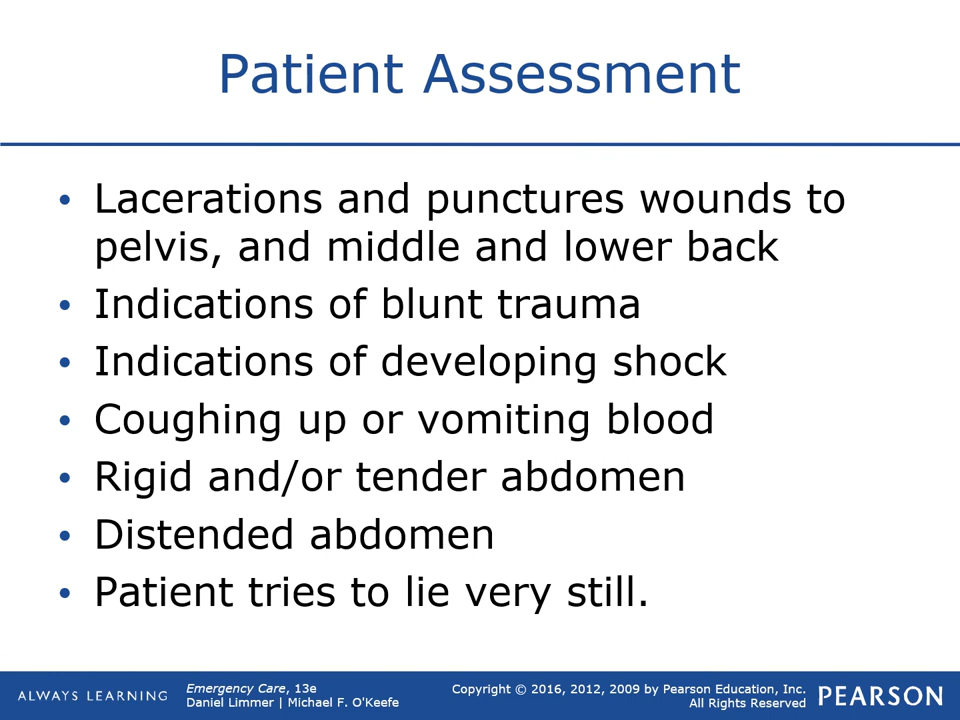 Patient Assessment
• Lacerations and punctures wounds to
pelvis, and middle and lower back
• Indications of blunt trauma
• Indications of developing shock
• Coughing up or vomiting blood
• Rigid and/or tender abdomen
• Distended abdomen
• Patient tries to lie very still.
ALWAYS LEARNING
Emergency Care, 13e
Daniel Limmer | Michael F. O'Keefe
Copyright © 2016, 2012, 2009 by Pearson Education, Inc.
All Rights Reserved
PEARSON